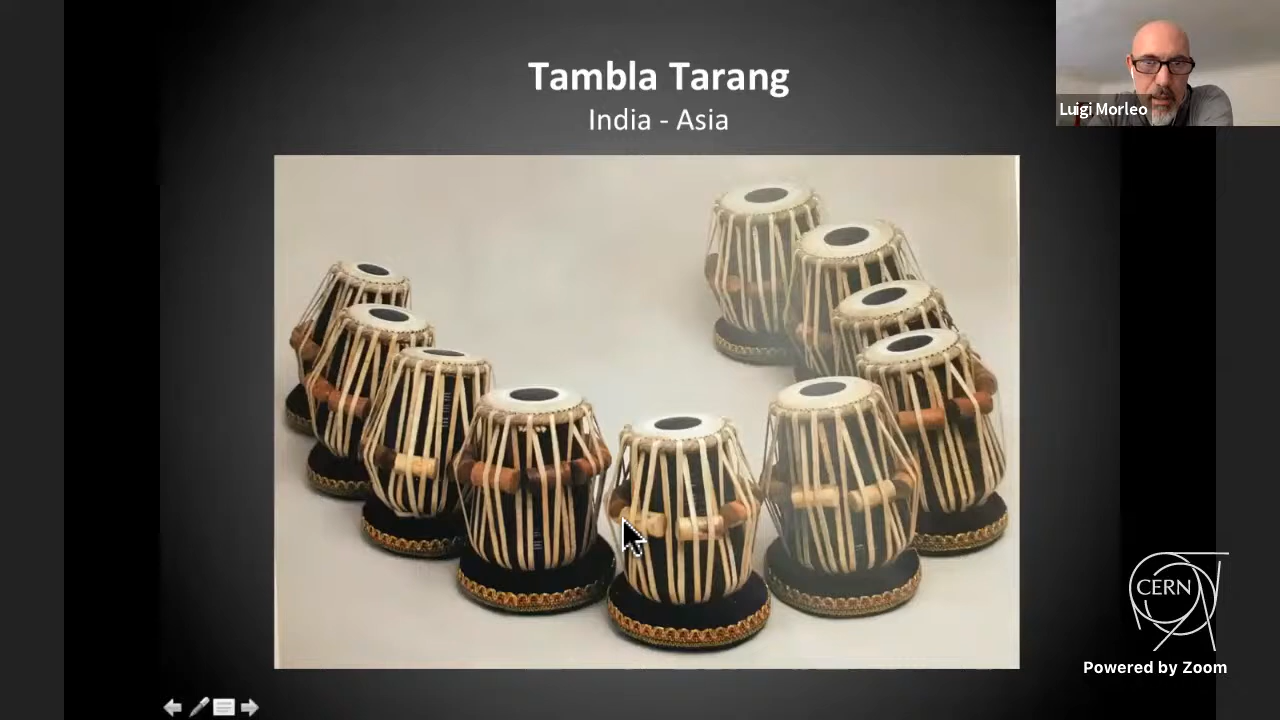 Tambla Tarang
India - Asia
Luigi Morleo
CERN
Powered by Zoom